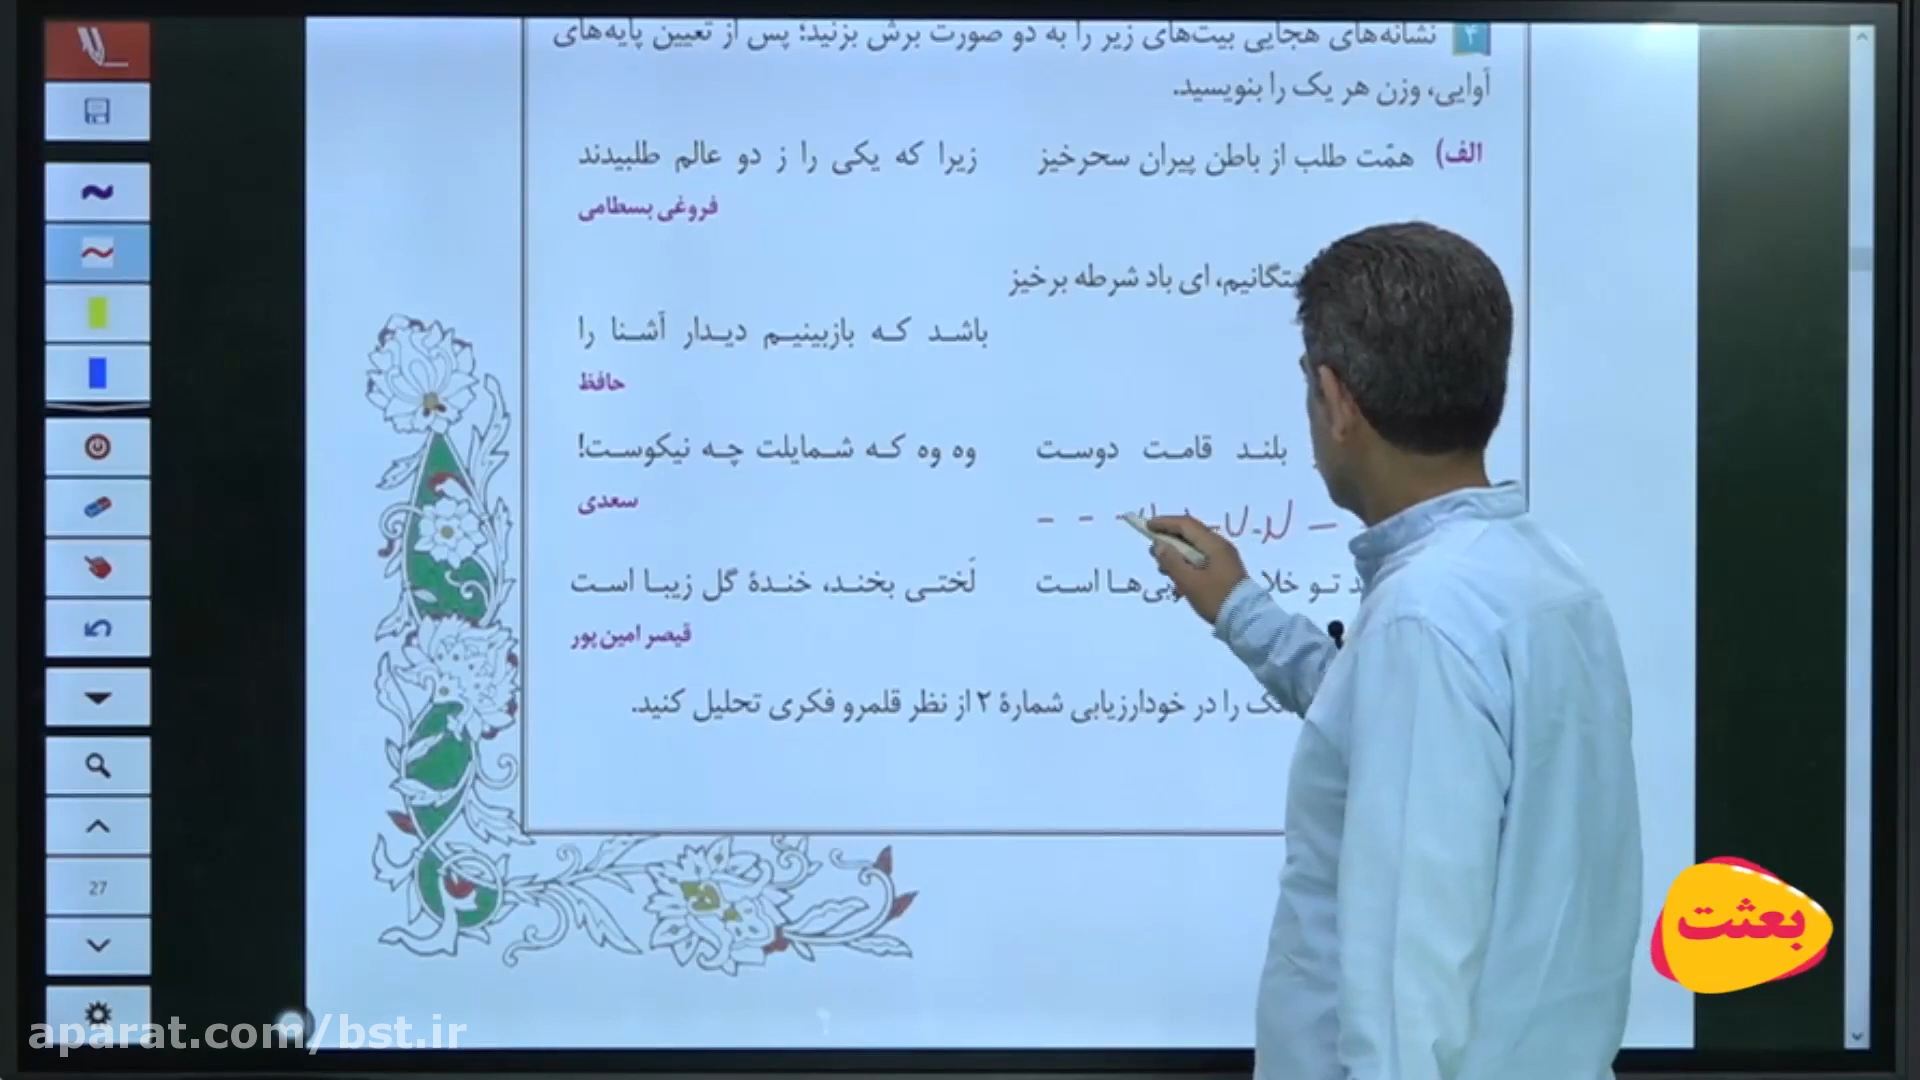 ۴ نشانه‌های هجایی بیت‌های زیر را به دو صورت برش بزنید؛ پس از تعیین پایه‌های
آوایی، وزن هر یک را بنویسید.
الف) همّت طلب از باطن پیران سحرخیز زیرا که یکی را ز دو عالم طلبیدند
فروغی بسطامی
ای باد شرطه برخیز
باشد که بازبینیم دیدار آشنا را
حافظ
بلند قامت دوست وه وه که شمایلت چه نیکوست!
سعدی
تو است لَختی بخند، خندهٔ گل زیبا است
قیصر امین‌پور
را در خودارزیابی شمارهٔ ۲ از نظر قلمرو فکری تحلیل کنید.
27
بعثت
aparat.com/bst.ir